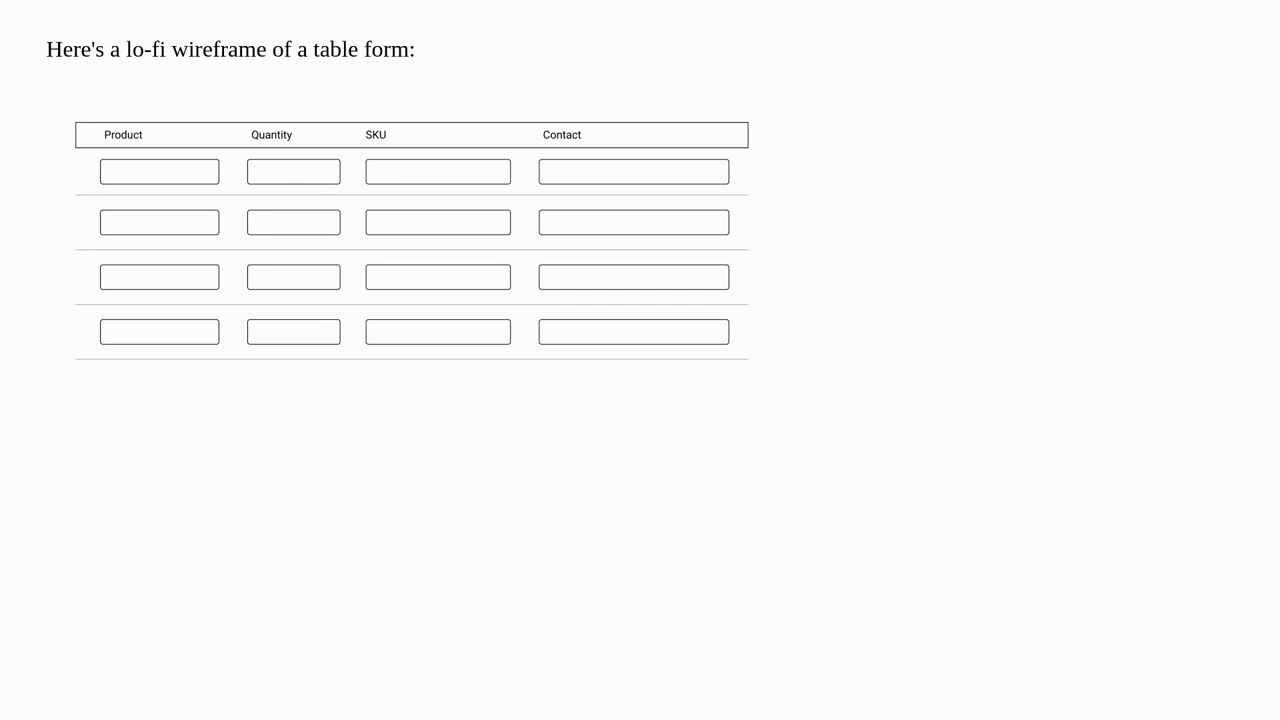 Here's a lo-fi wireframe of a table form:
Product Quantity SKU Contact